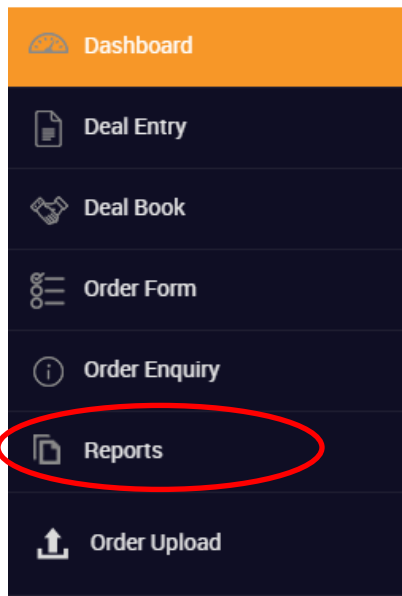 Dashboard
Deal Entry
Deal Book
Order Form
Order Enquiry
Reports
Order Upload